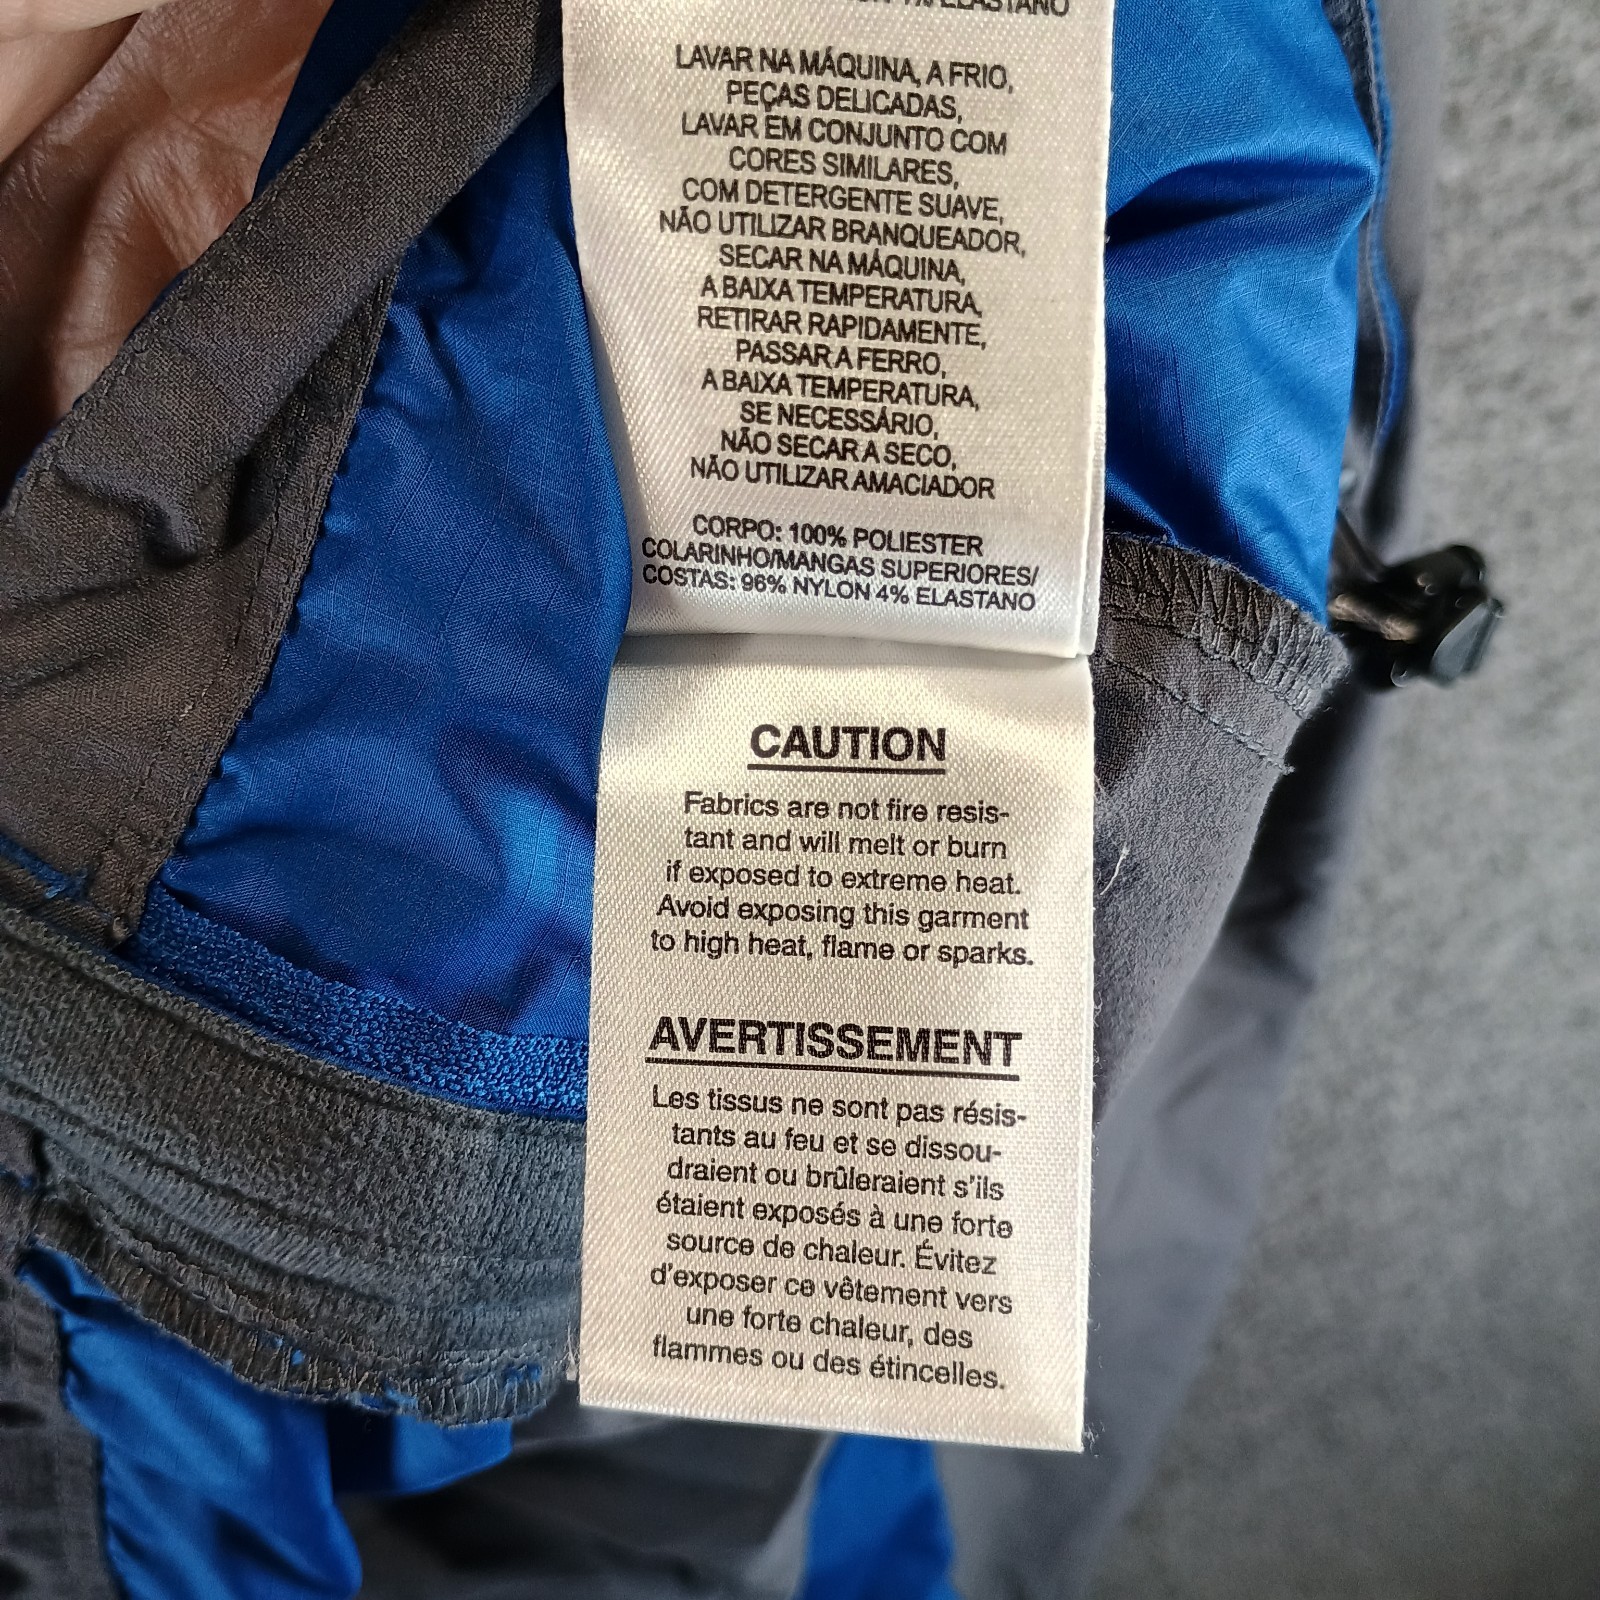 1% ELASTANO
LAVAR NA MÁQUINA, A FRIO,
PEÇAS DELICADAS,
LAVAR EM CONJUNTO COM
CORES SIMILARES,
COM DETERGENTE SUAVE,
NÃO UTILIZAR BRANQUEADOR,
SECAR NA MÁQUINA,
A BAIXA TEMPERATURA,
RETIRAR RAPIDAMENTE,
PASSAR A FERRO,
A BAIXA TEMPERATURA,
SE NECESSÁRIO,
NÃO SECAR A SECO,
NÃO UTILIZAR AMACIADOR
CORPO: 100% POLIESTER
COLARINHO/MANGAS SUPERIORES/
COSTAS: 96% NYLON 4% ELASTANO
CAUTION
Fabrics are not fire resis-
tant and will melt or burn
if exposed to extreme heat.
Avoid exposing this garment
to high heat, flame or sparks.
AVERTISSEMENT
Les tissus ne sont pas résis-
tants au feu et se dissou-
draient ou brûleraient s'ils
étaient exposés à une forte
source de chaleur. Évitez
d'exposer ce vêtement vers
une forte chaleur, des
flammes ou des étincelles.